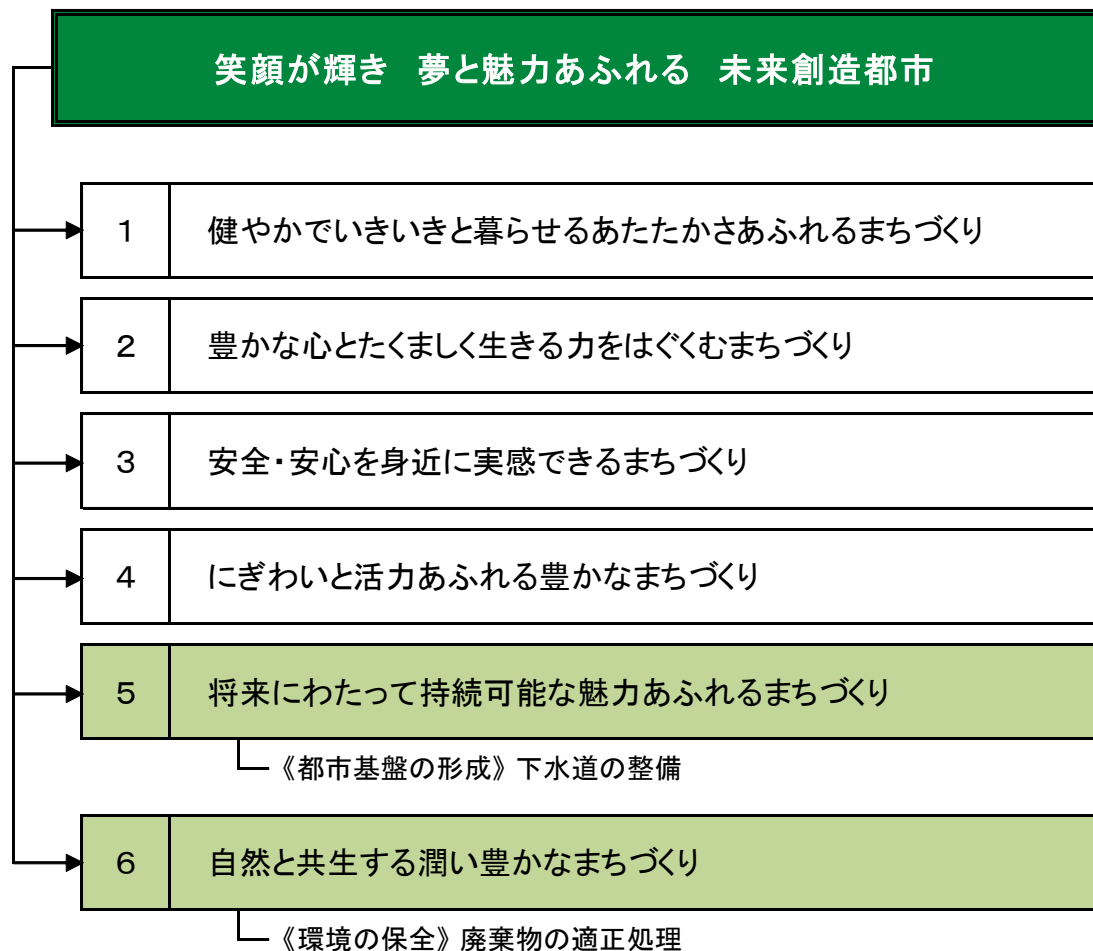 笑顔が輝き　夢と魅力あふれる　未来創造都市
１　健やかでいきいきと暮らせるあたたかさあふれるまちづくり
２　豊かな心とたくましく生きる力をはぐくむまちづくり
３　安全・安心を身近に実感できるまちづくり
４　にぎわいと活力あふれる豊かなまちづくり
５　将来にわたって持続可能な魅力あふれるまちづくり
《都市基盤の形成》下水道の整備
６　自然と共生する潤い豊かなまちづくり
《環境の保全》廃棄物の適正処理